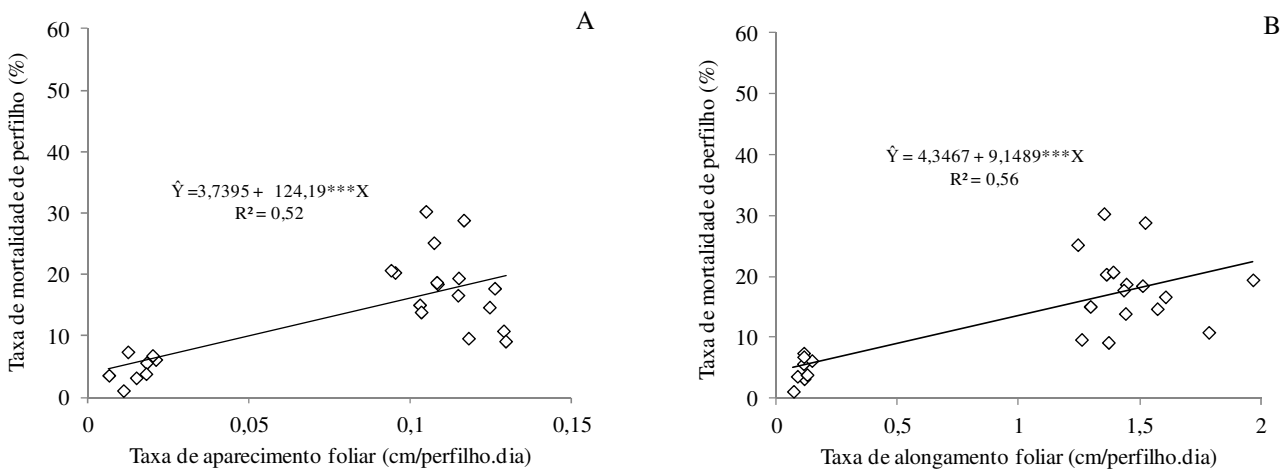 A
Taxa de mortalidade de perfilho (%)
60
50
40
30
20
10
0
Ŷ =3,7395 + 124,19***X
R² = 0,52
0
0,05
0,1
0,15
Taxa de aparecimento foliar (cm/perfilho.dia)
B
Taxa de mortalidade de perfilho (%)
60
50
40
30
20
10
0
Ŷ = 4,3467 + 9,1489***X
R² = 0,56
0
0,5
1
1,5
2
Taxa de alongamento foliar (cm/perfilho.dia)